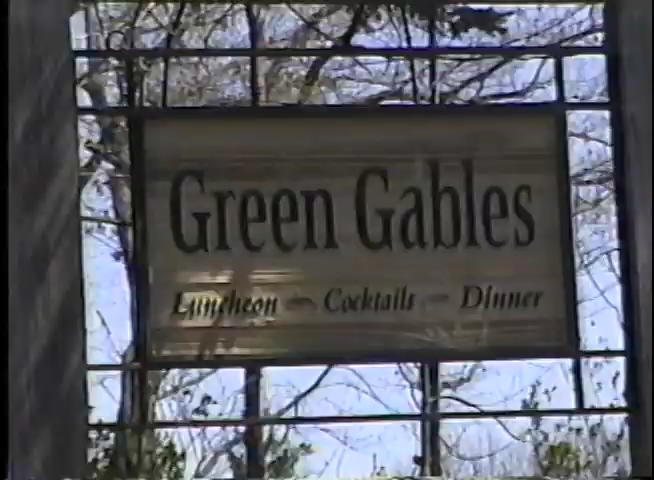 Green Gables
Luncheon — Cocktails — Dinner